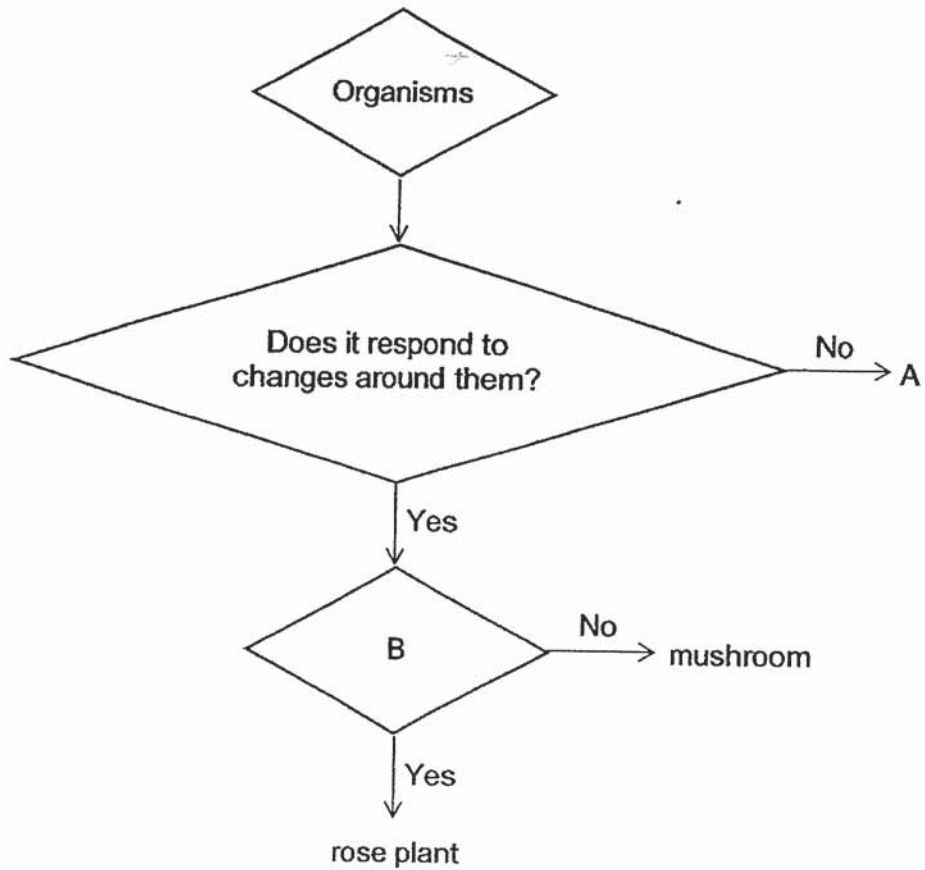 Organisms
Does it respond to
changes around them?
No
A
Yes
B
No
mushroom
Yes
rose plant